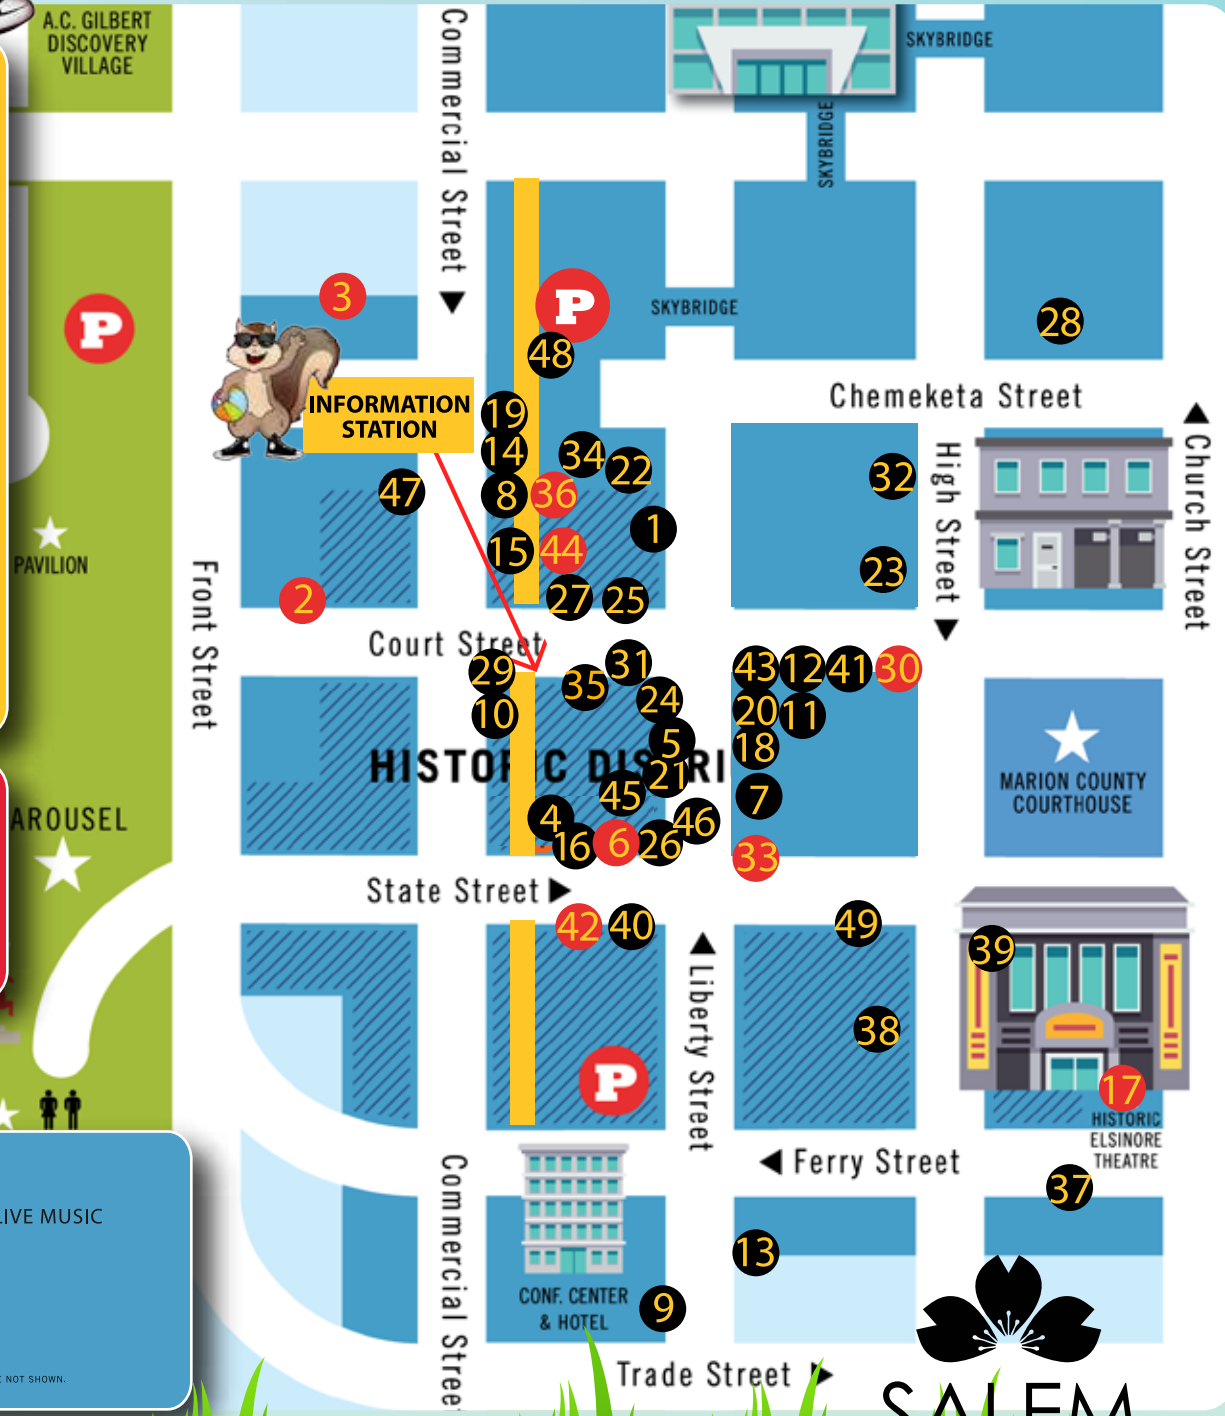 A.C. GILBERT
DISCOVERY
VILLAGE
Commercial Street
SKYBRIDGE
SKYBRIDGE
3
P
P
SKYBRIDGE
28
48
INFORMATION
STATION
19
Chemeketa Street
14
34
22
32
High Street
Church Street
47
8
36
1
15
44
23
PAVILION
Front Street
2
27
25
Court Street
29
31
43
12
41
30
35
10
24
20
11
5
18
HISTORIC DISTRI
21
MARION COUNTY
COURTHOUSE
45
7
4
46
AROUSEL
16
6
26
33
State Street
42
40
49
39
Liberty Street
38
P
17
HISTORIC
ELSINORE
THEATRE
Ferry Street
37
Commercial Stree
LIVE MUSIC
13
CONF. CENTER
& HOTEL
9
Trade Street
NOT SHOWN.
SALEM